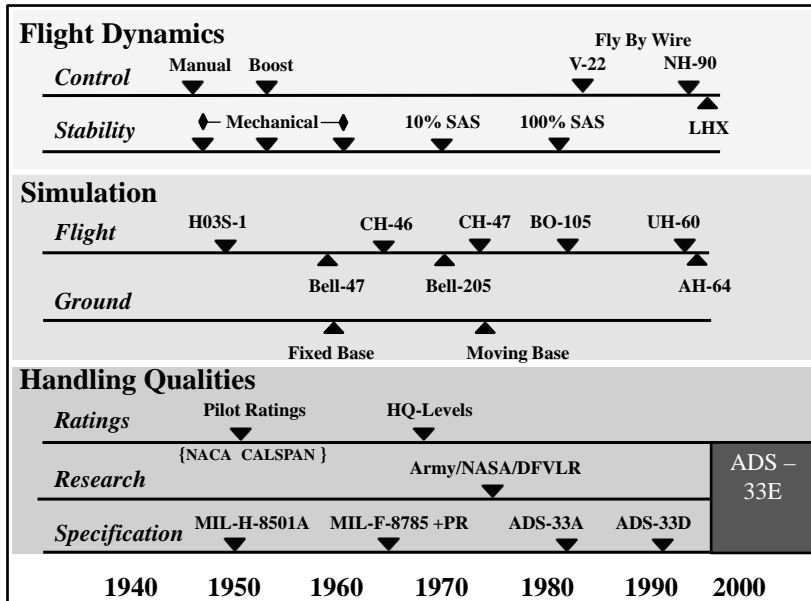 Flight Dynamics
Fly By Wire
Control Manual Boost V-22 NH-90
Stability Mechanical 10% SAS 100% SAS LHX
Simulation
Flight H03S-1 CH-46 CH-47 BO-105 UH-60
Bell-47 Bell-205 AH-64
Ground
Fixed Base Moving Base
Handling Qualities
Ratings Pilot Ratings HQ-Levels
{NACA CALSPAN }
Research Army/NASA/DFVLR
ADS –
33E
Specification MIL-H-8501A MIL-F-8785 +PR ADS-33A ADS-33D
1940 1950 1960 1970 1980 1990 2000